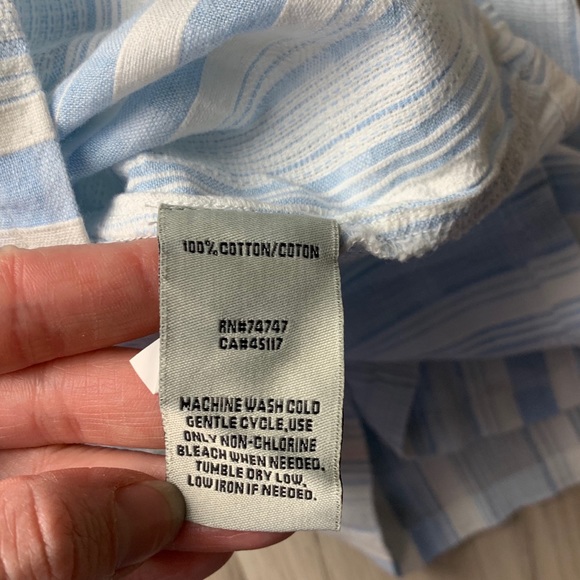 100% COTTON/COTON
RN#74747
CA#45117
MACHINE WASH COLD
GENTLE CYCLE,USE
ONLY NON-CHLORINE
BLEACH WHEN NEEDED.
TUMBLE DRY LOW.
LOW IRON IF NEEDED.